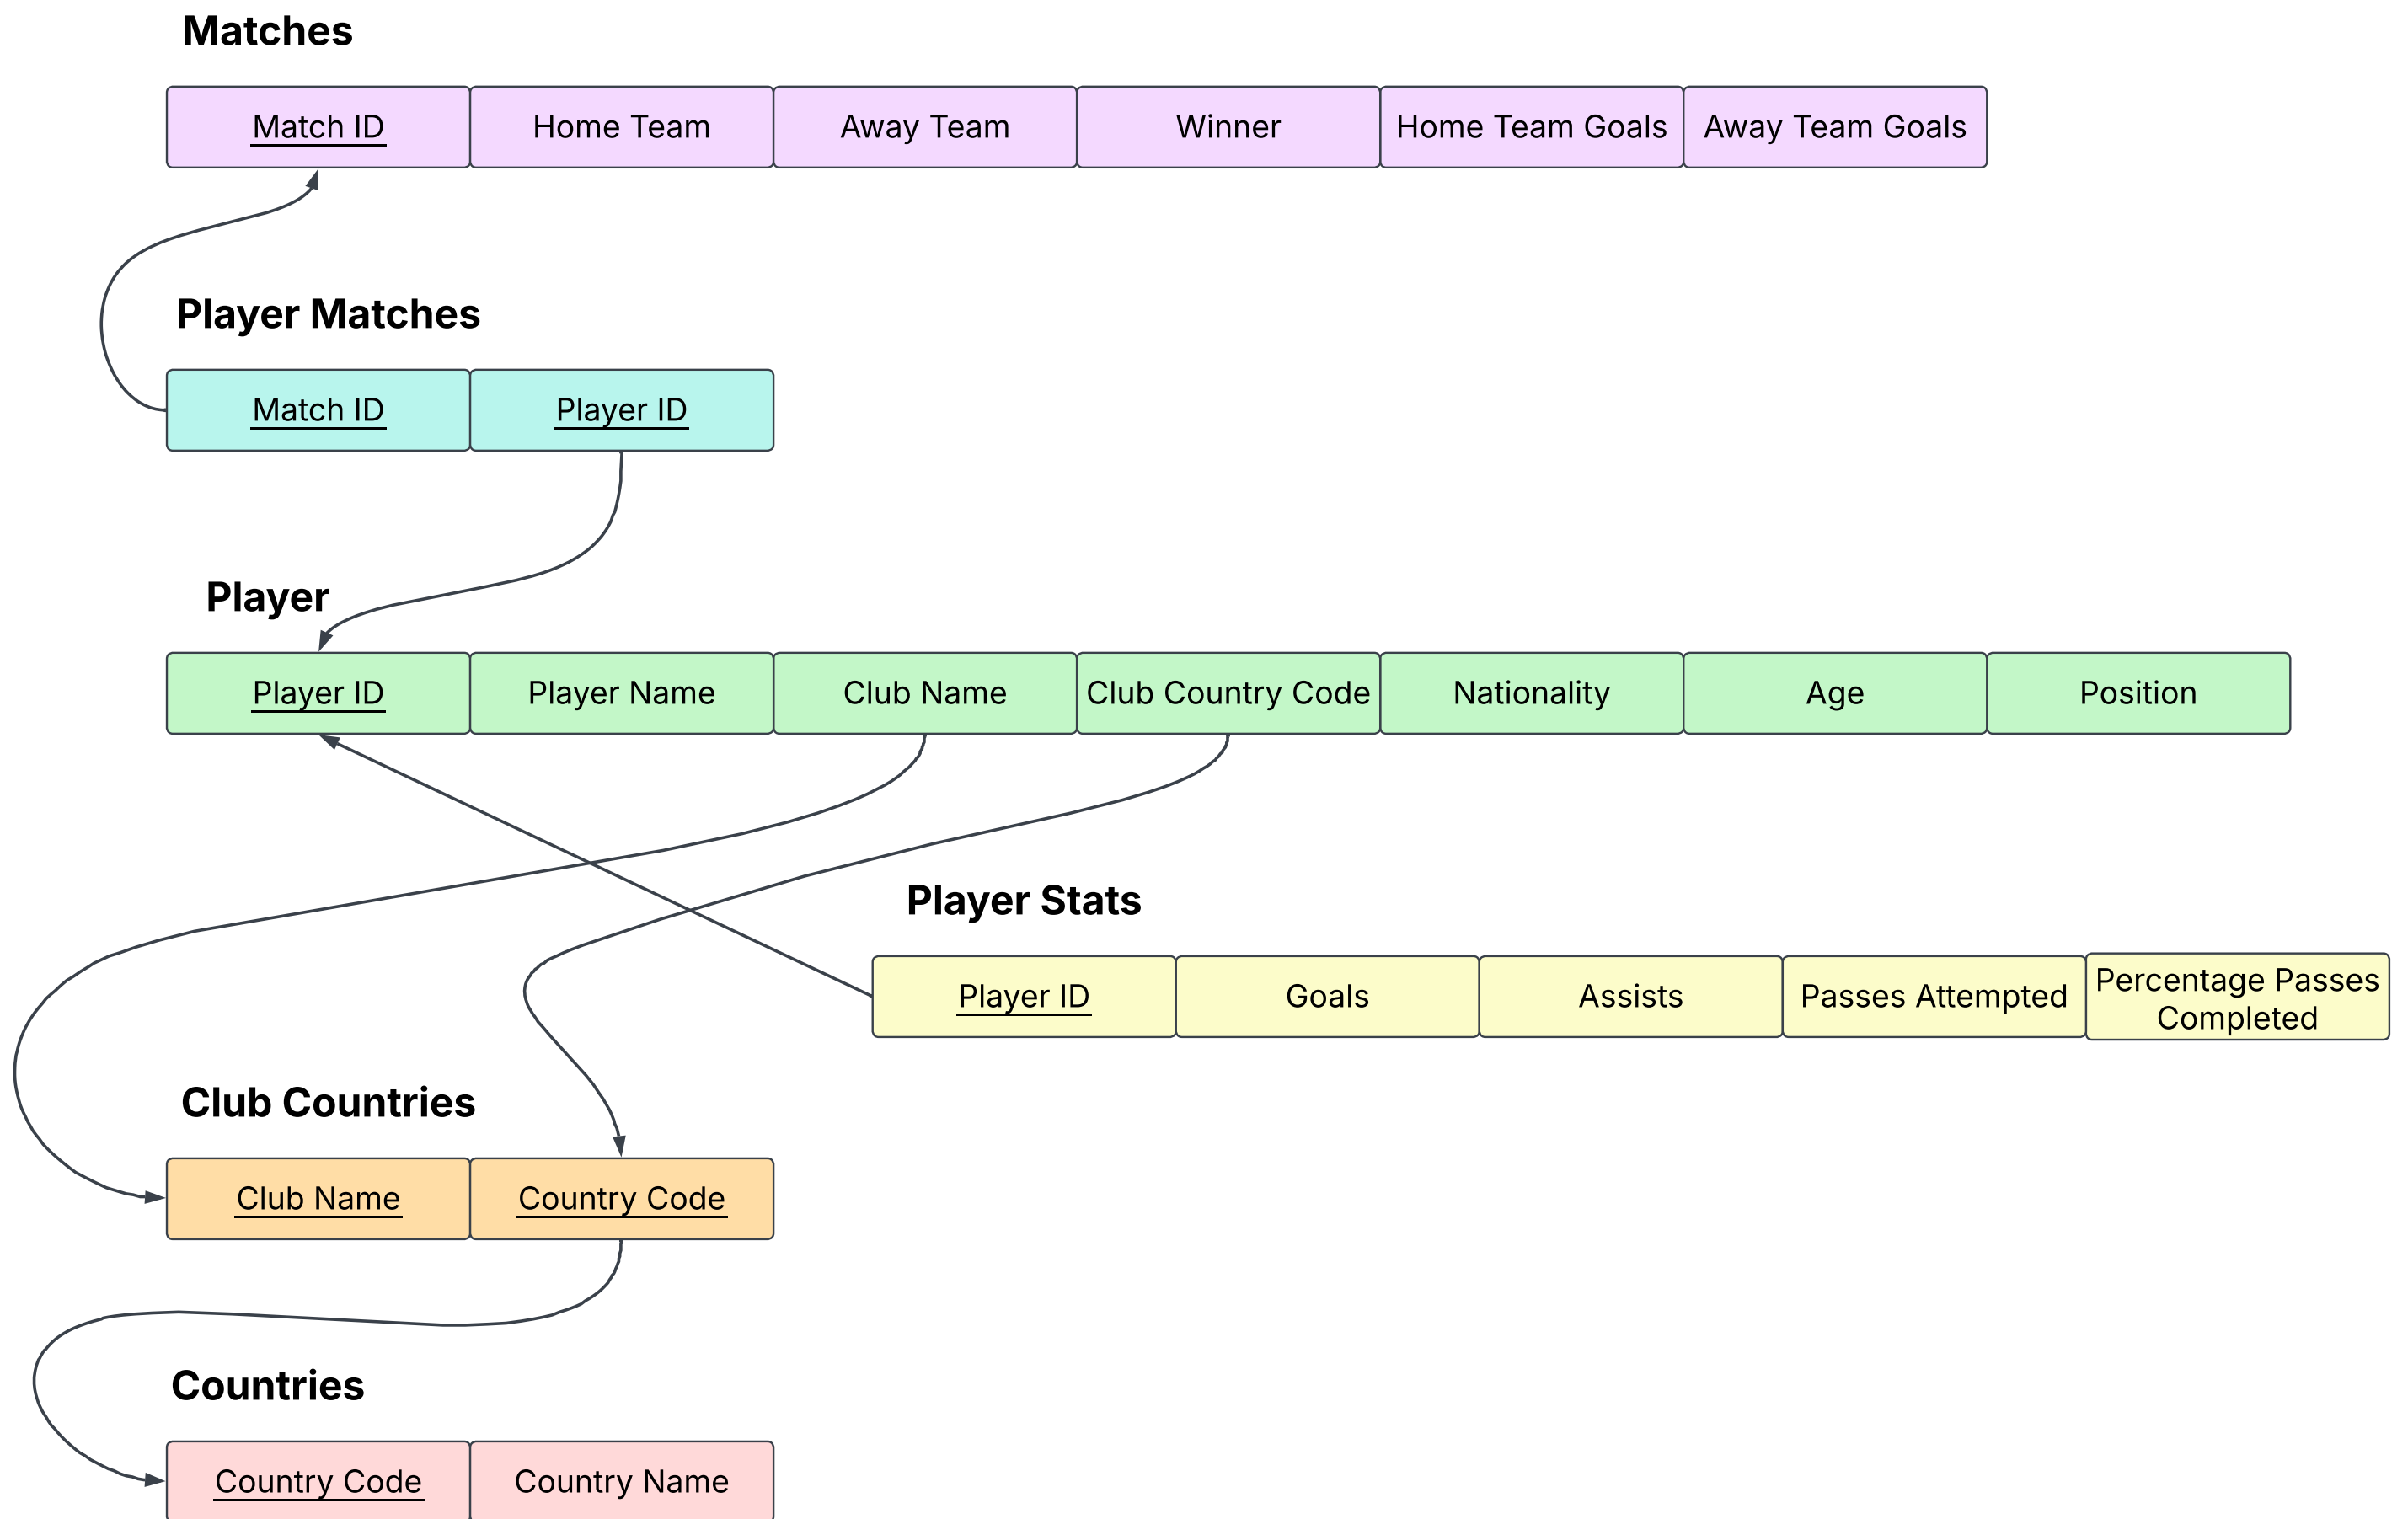 Matches
Match ID
Home Team
Away Team
Winner
Home Team Goals
Away Team Goals
Player Matches
Match ID
Player ID
Player
Player ID
Player Name
Club Name
Club Country Code
Nationality
Age
Position
Player Stats
Player ID
Goals
Assists
Passes Attempted
Percentage Passes
Completed
Club Countries
Club Name
Country Code
Countries
Country Code
Country Name